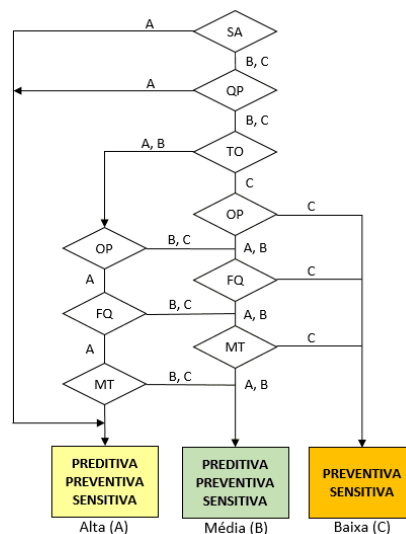 A
SA
B, C
A
QP
B, C
A, B
TO
C
OP
C
OP
B, C
A, B
A
FQ
C
FQ
B, C
A, B
A
MT
C
MT
B, C
A, B
PREDITIVA
PREVENTIVA
SENSITIVA
PREDITIVA
PREVENTIVA
SENSITIVA
PREVENTIVA
SENSITIVA
Alta (A)
Média (B)
Baixa (C)